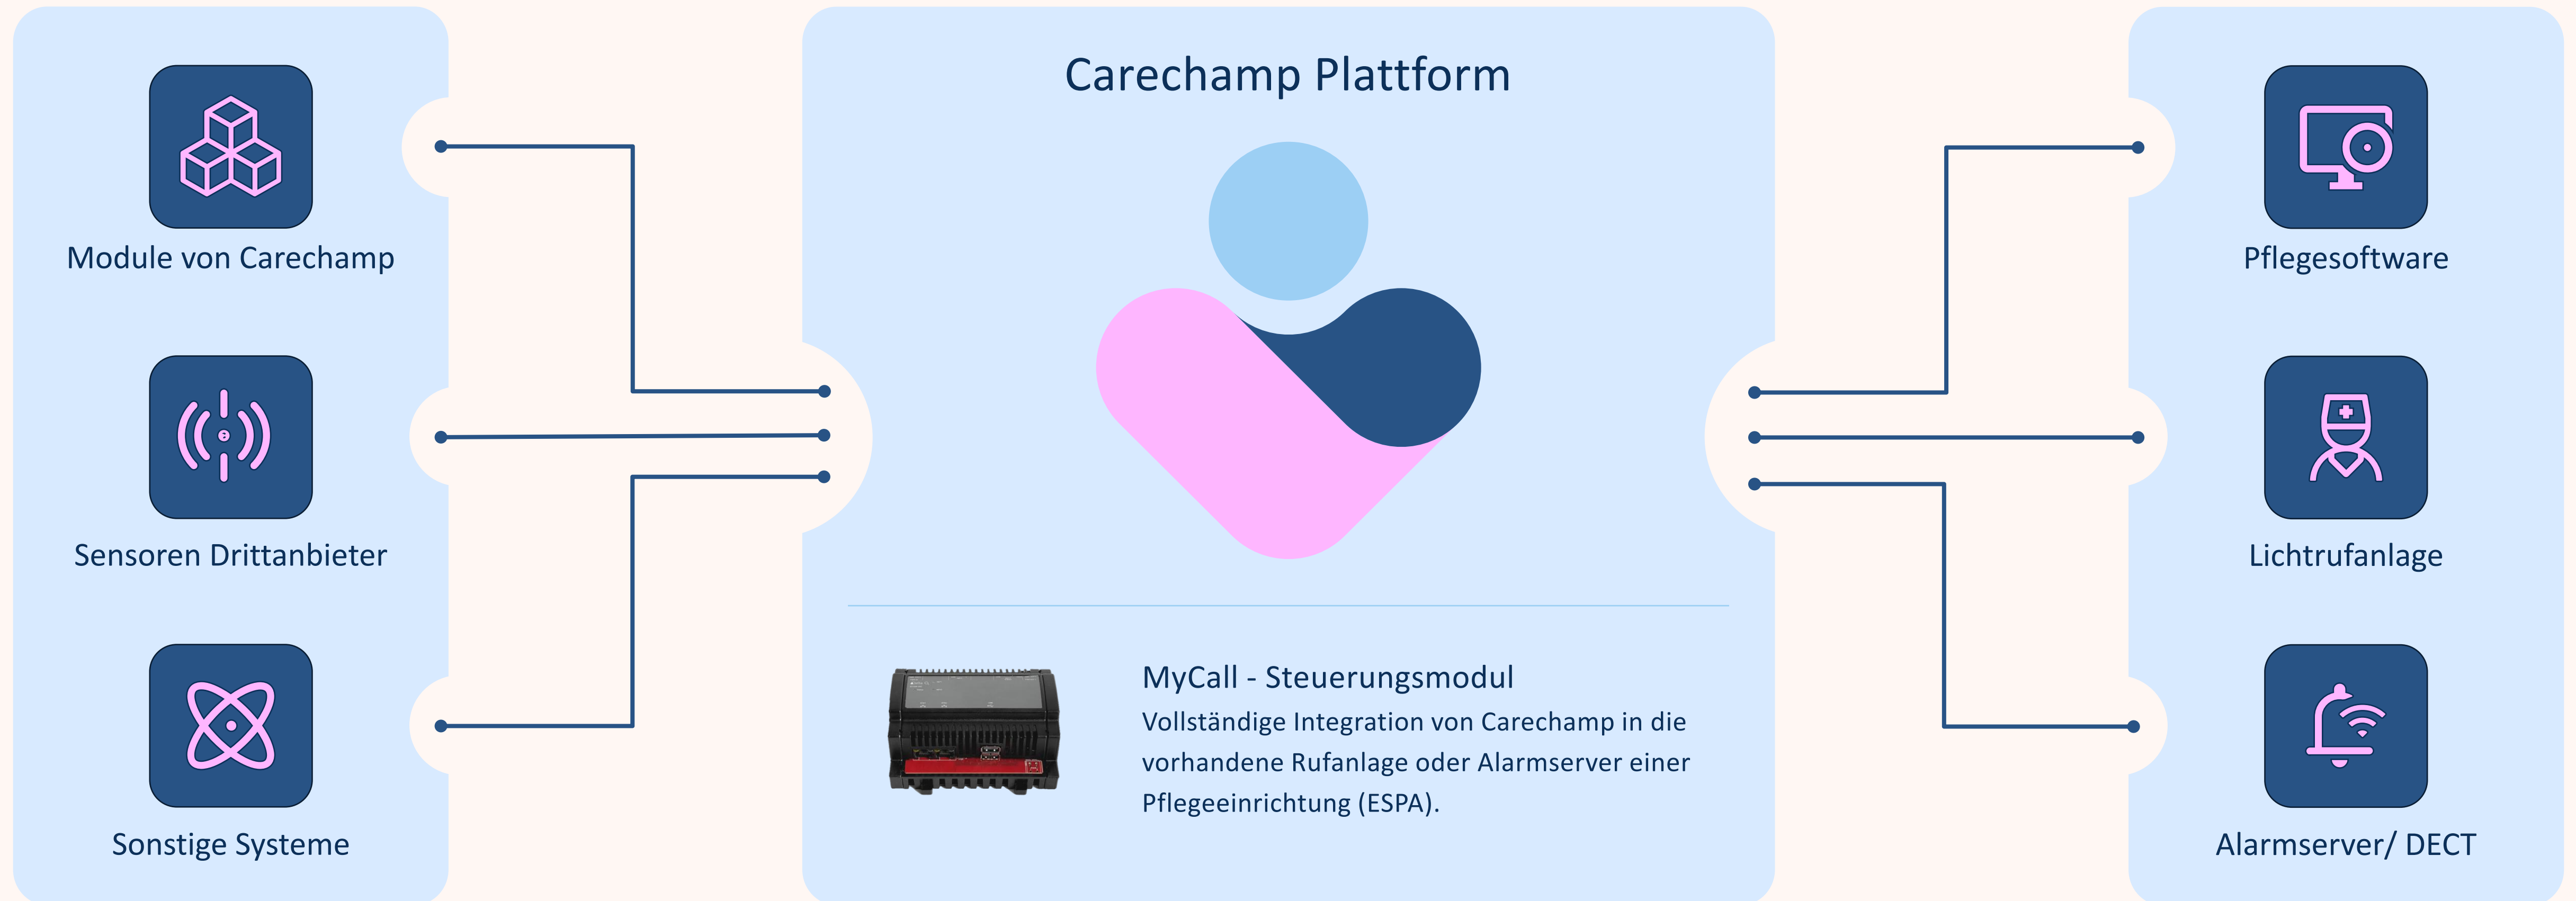 Module von Carechamp
Sensoren Drittanbieter
Sonstige Systeme
Carechamp Plattform
MyCall - Steuerungsmodul
Vollständige Integration von Carechamp in die
vorhandene Rufanlage oder Alarmserver einer
Pflegeeinrichtung (ESPA).
Pflegesoftware
Lichtrufanlage
Alarmserver/ DECT